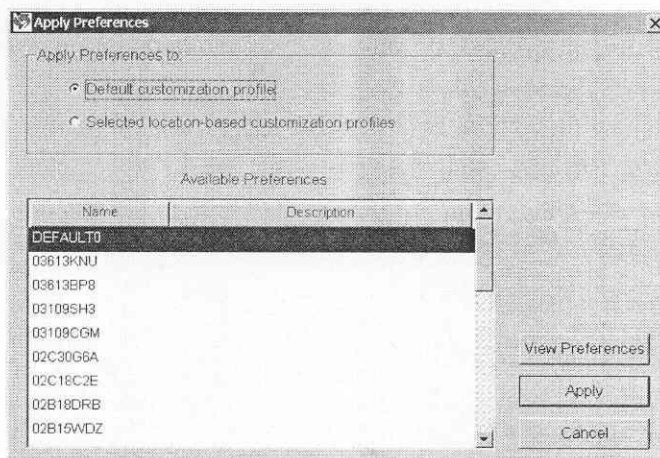 Apply Preferences
Apply Preferences to:
Default customization profile
Selected location-based customization profiles
Available Preferences
Name Description
DEFAULT0
03613KNU
03613BP8
03109SH3
03109CGM
02C30G6A
02C18C2E
02B18DRB
02B15WDZ
View Preferences
Apply
Cancel